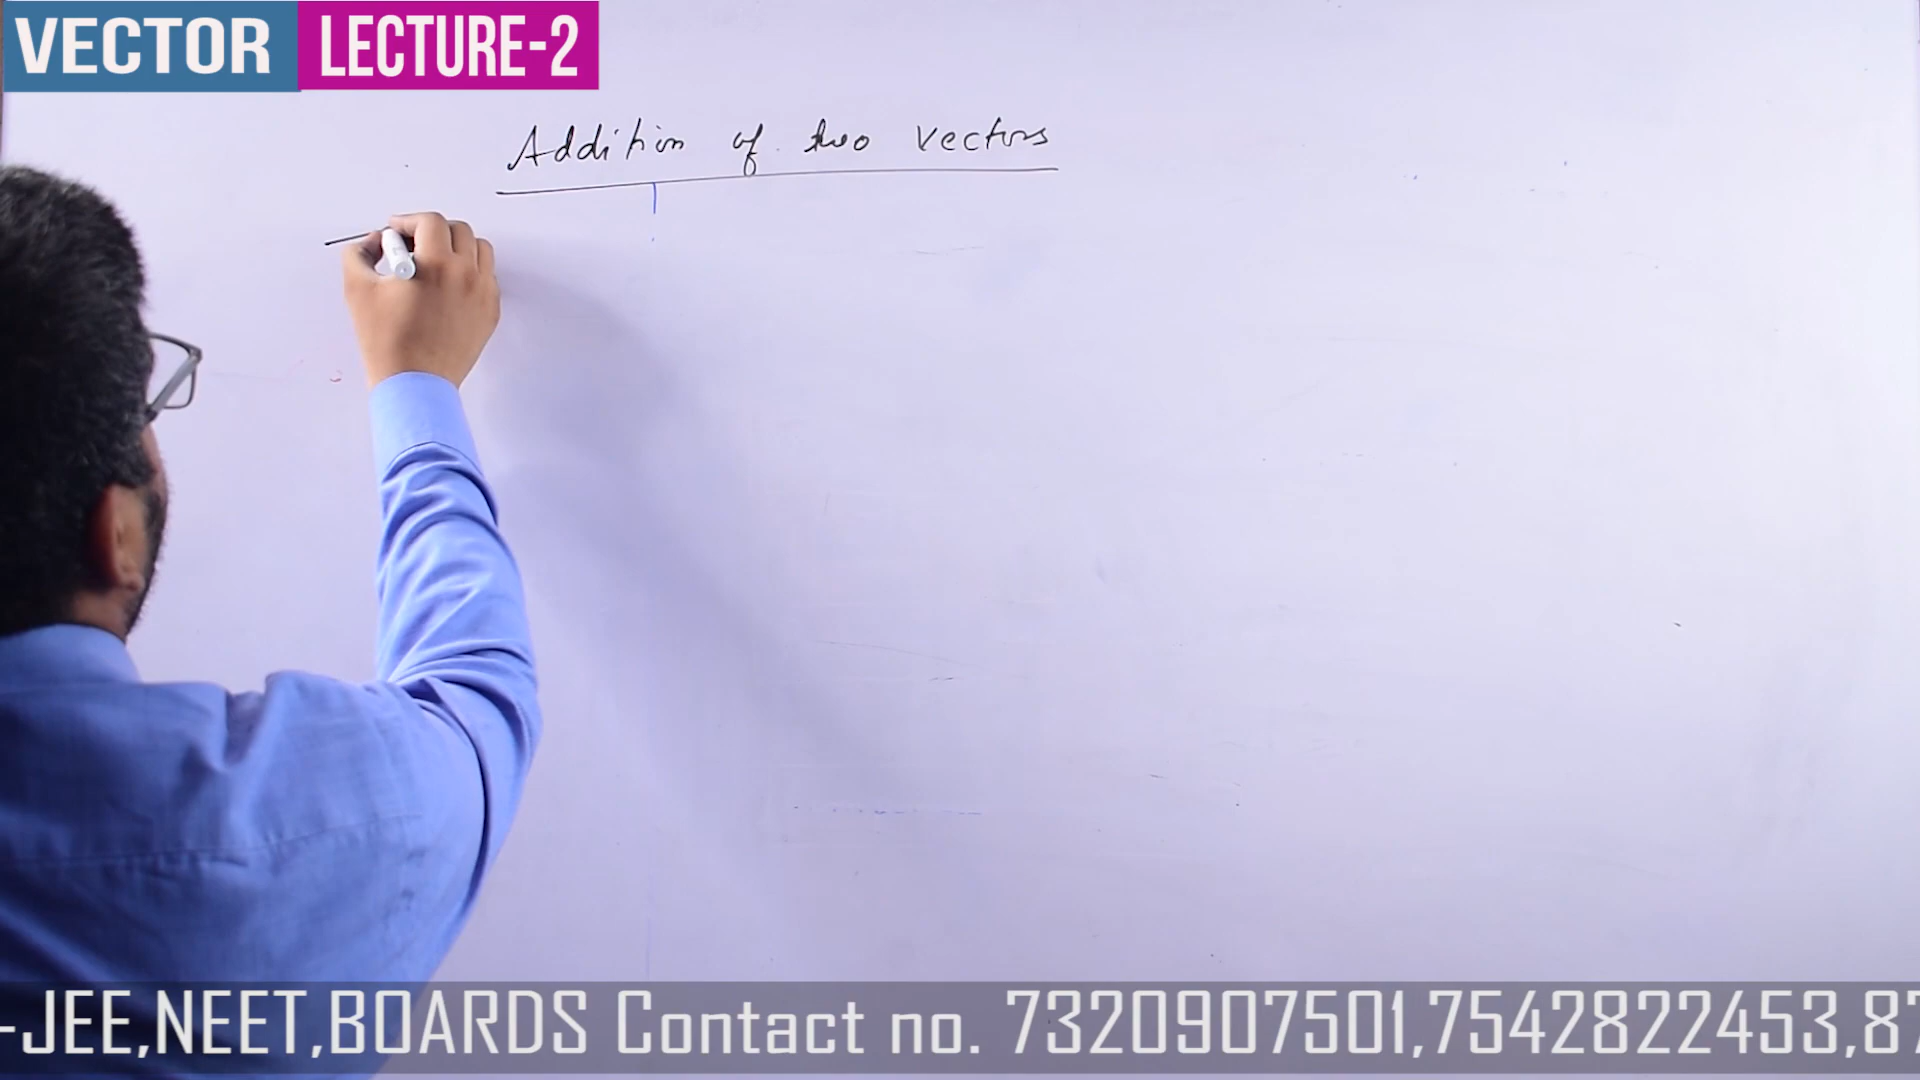 VECTOR LECTURE-2
Addition of two vectors
-JEE,NEET,BOARDS Contact no. 7320907501,7542822453,87